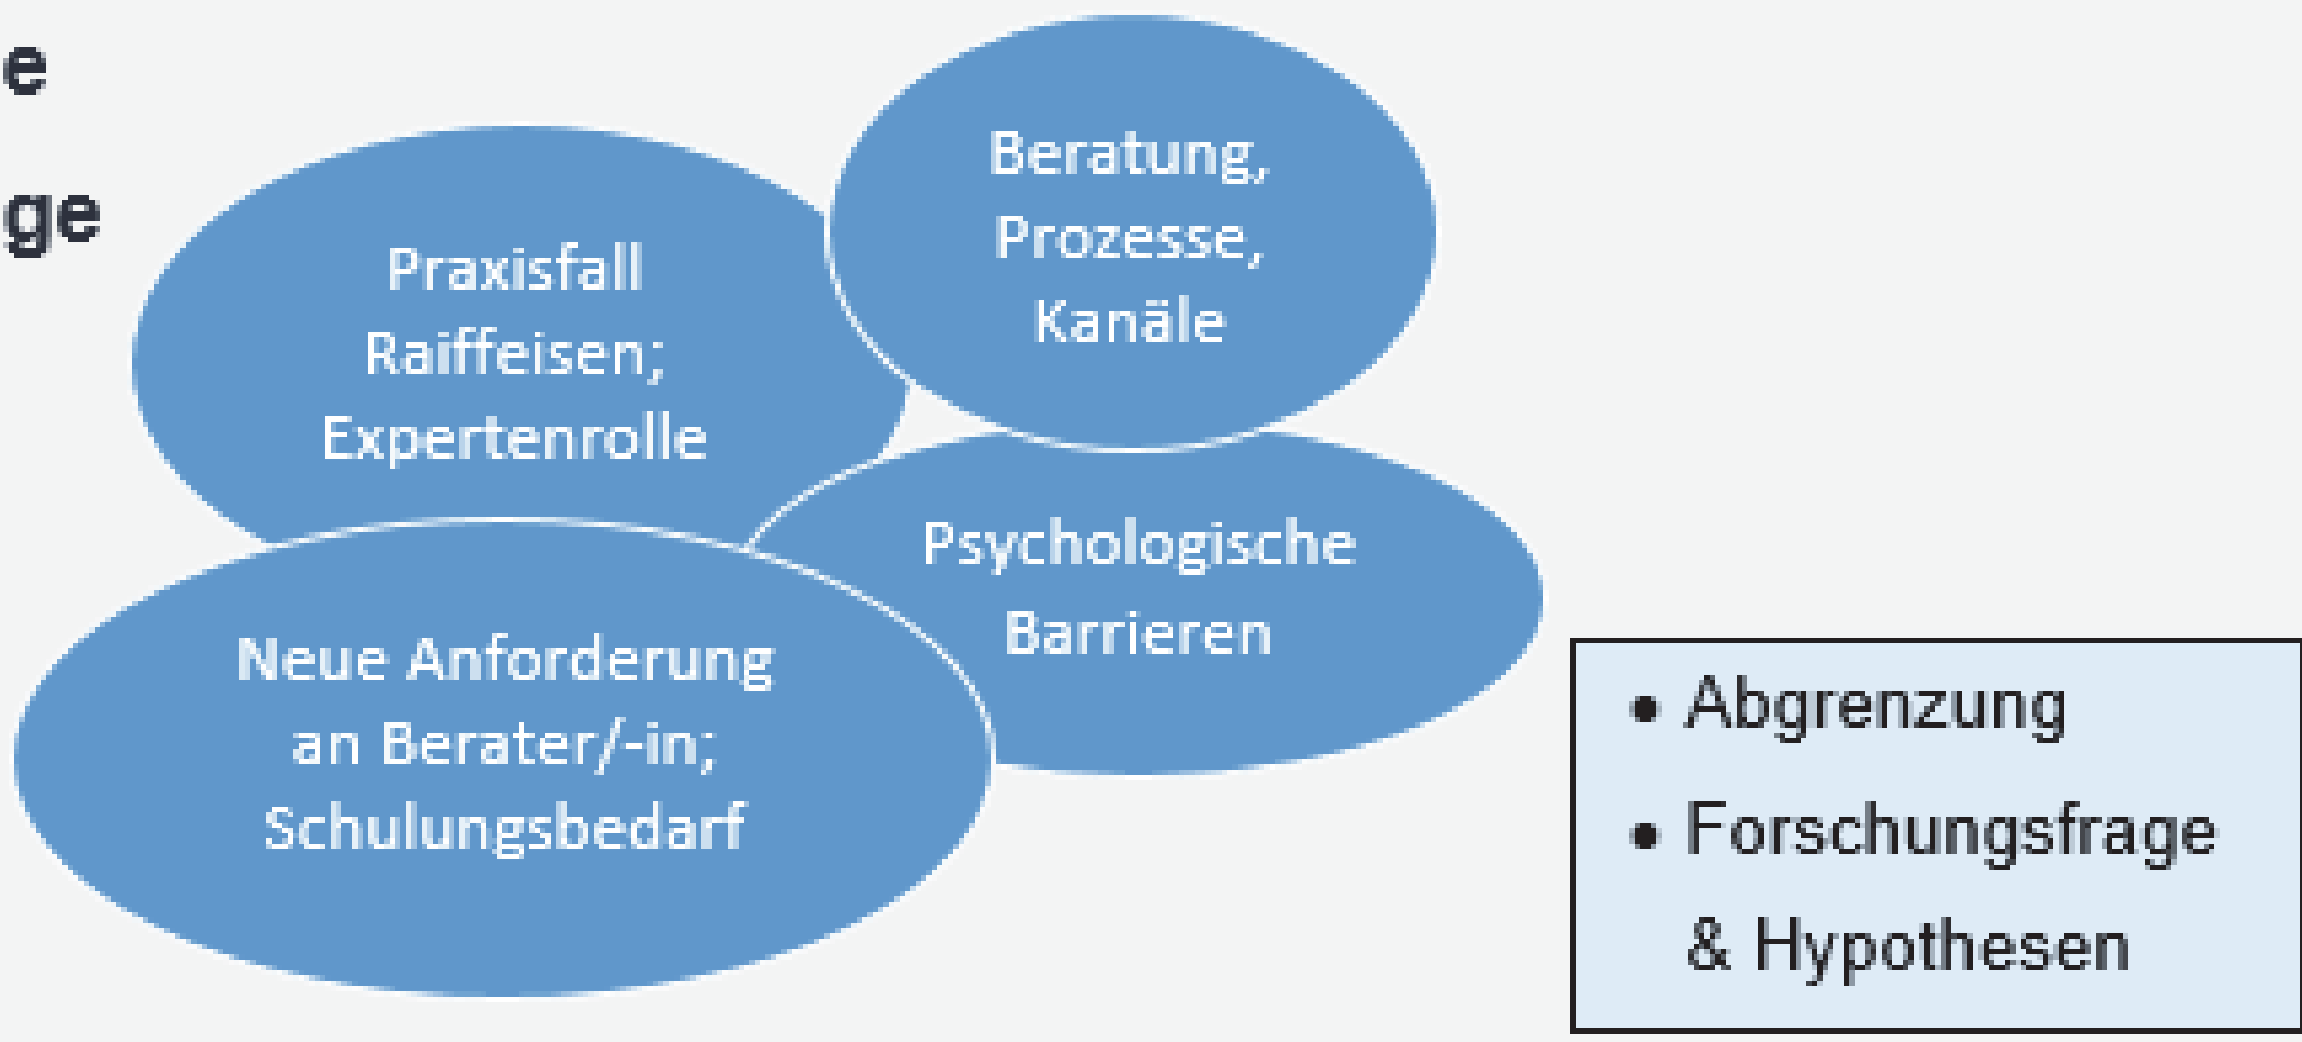 e
ge
Beratung,
Prozesse,
Kanäle
Praxisfall
Raiffeisen;
Expertenrolle
Psychologische
Barrieren
Neue Anforderung
an Berater/-in;
Schulungsbedarf
• Abgrenzung
• Forschungsfrage
& Hypothesen